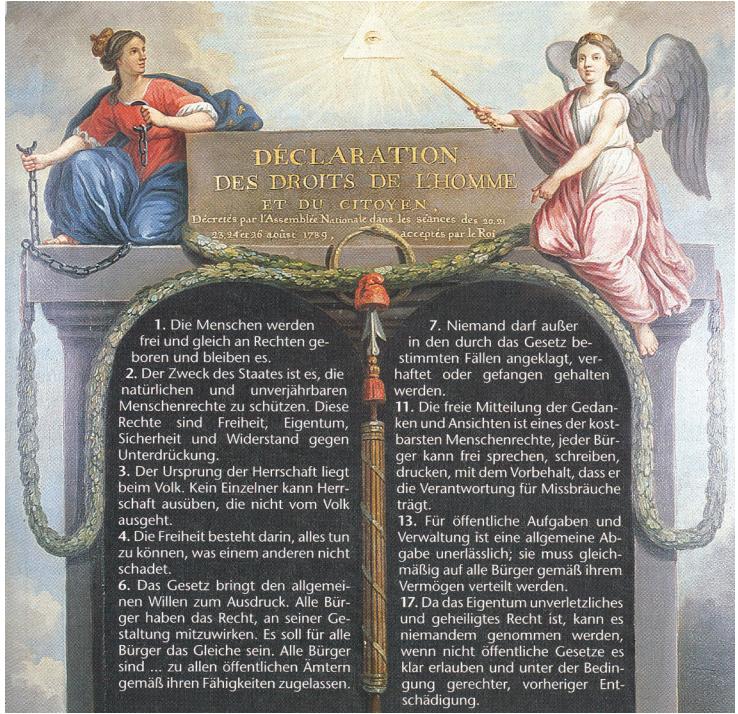 DÉCLARATION
DES DROITS DE L'HOMME
ET DU CITOYEN,
Décretés par l'Assemblée Nationale dans les séances des 20.21
23.24 et 26 août 1789, acceptés par le Roi
1. Die Menschen werden
frei und gleich an Rechten ge-
boren und bleiben es.
2. Der Zweck des Staates ist es, die
natürlichen und unverjährbaren
Menschenrechte zu schützen. Diese
Rechte sind Freiheit, Eigentum,
Sicherheit und Widerstand gegen
Unterdrückung.
3. Der Ursprung der Herrschaft liegt
beim Volk. Kein Einzelner kann Herr-
schaft ausüben, die nicht vom Volk
ausgeht.
4. Die Freiheit besteht darin, alles tun
zu können, was einem anderen nicht
schadet.
6. Das Gesetz bringt den allgemei-
nen Willen zum Ausdruck. Alle Bür-
ger haben das Recht, an seiner Ge-
staltung mitzuwirken. Es soll für alle
Bürger das Gleiche sein. Alle Bürger
sind ... zu allen öffentlichen Ämtern
gemäß ihren Fähigkeiten zugelassen.
7. Niemand darf außer
in den durch das Gesetz be-
stimmten Fällen angeklagt, ver-
haftet oder gefangen gehalten
werden.
11. Die freie Mitteilung der Gedan-
ken und Ansichten ist eines der kost-
barsten Menschenrechte, jeder Bür-
ger kann frei sprechen, schreiben,
drucken, mit dem Vorbehalt, dass er
die Verantwortung für Missbräuche
trägt.
13. Für öffentliche Aufgaben und
Verwaltung ist eine allgemeine Ab-
gabe unerlässlich; sie muss gleich-
mäßig auf alle Bürger gemäß ihrem
Vermögen verteilt werden.
17. Da das Eigentum unverletzliches
und geheiligtes Recht ist, kann es
niemandem genommen werden,
wenn nicht öffentliche Gesetze es
klar erlauben und unter der Bedin-
gung gerechter, vorheriger Ent-
schädigung.